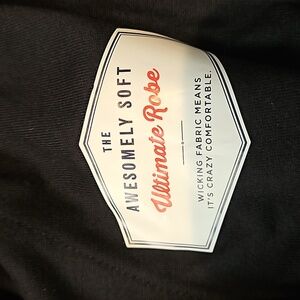 THE
AWESOMELY SOFT
Ultimate Robe
WICKING FABRIC MEANS
IT'S CRAZY COMFORTABLE.